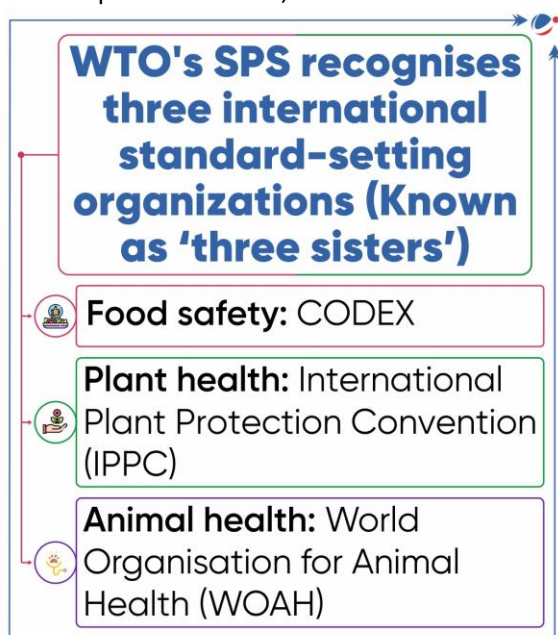 WTO's SPS recognises
three international
standard-setting
organizations (Known
as ‘three sisters’)
Food safety: CODEX
Plant health: International
Plant Protection Convention
(IPPC)
Animal health: World
Organisation for Animal
Health (WOAH)